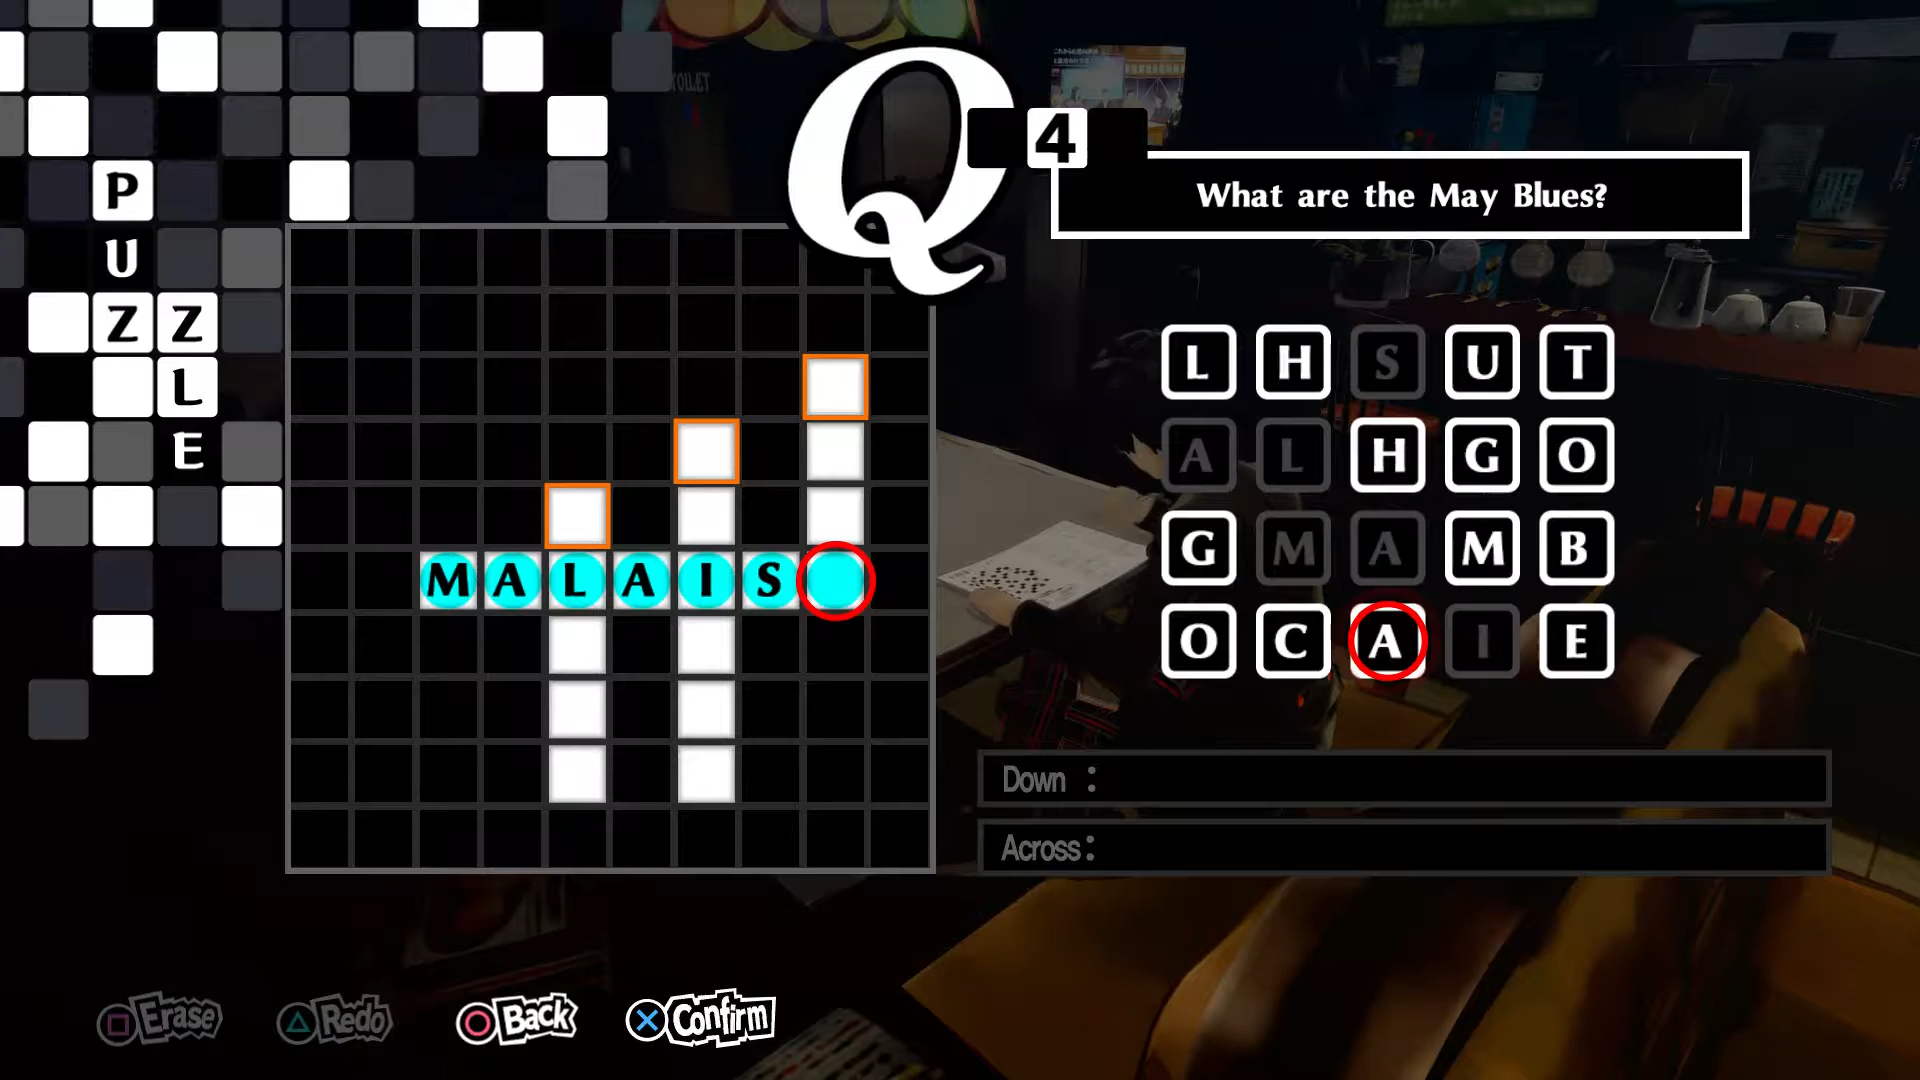 PUZZLE
Q
4
What are the May Blues?
L H S U T
A L H G O
G M A M B
O C A I E
MALAIS
Down :
Across:
Erase
Redo
Back
Confirm